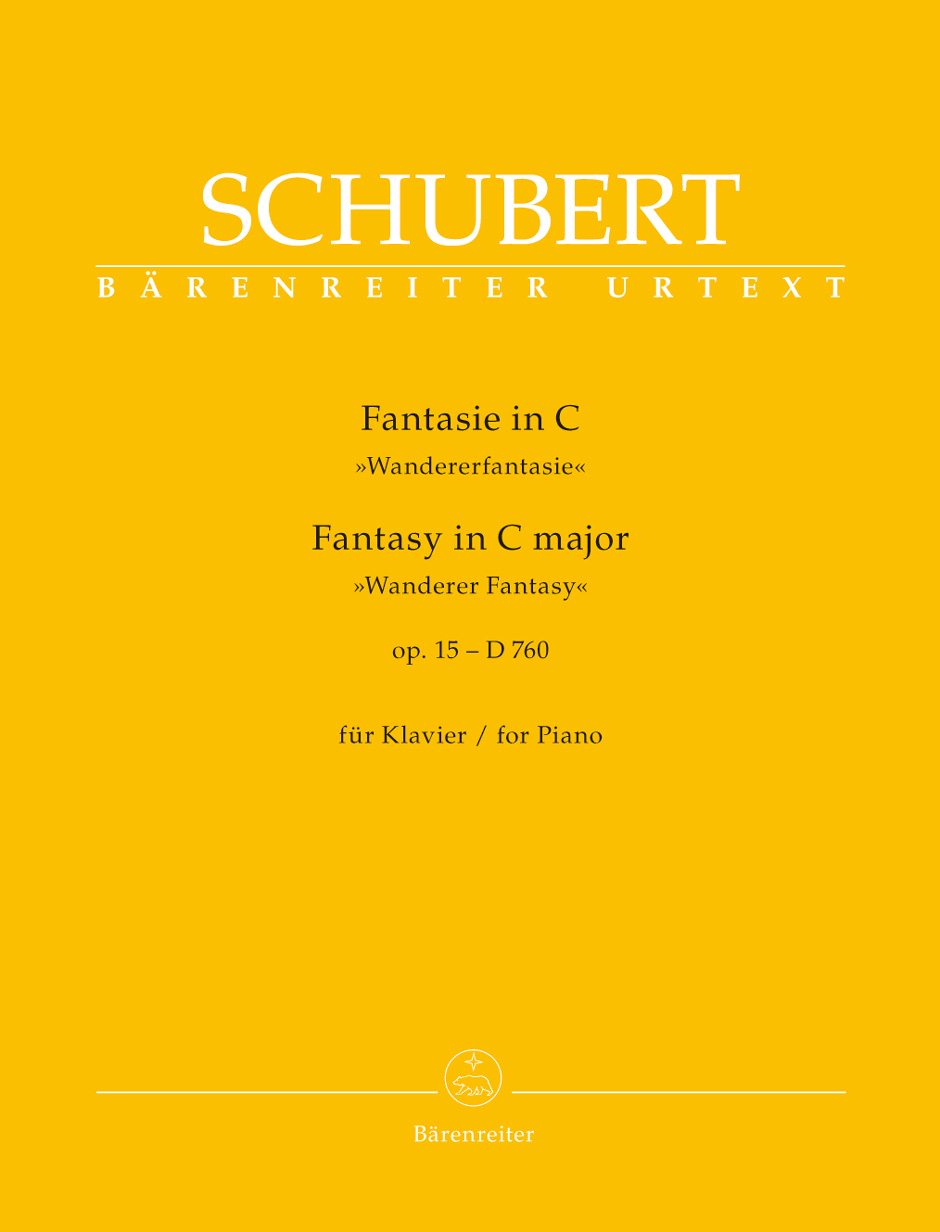 SCHUBERT
BÄRENREITER URTEXT
Fantasie in C
»Wandererfantasie«
Fantasy in C major
»Wanderer Fantasy«
op. 15 – D 760
für Klavier / for Piano
Bärenreiter